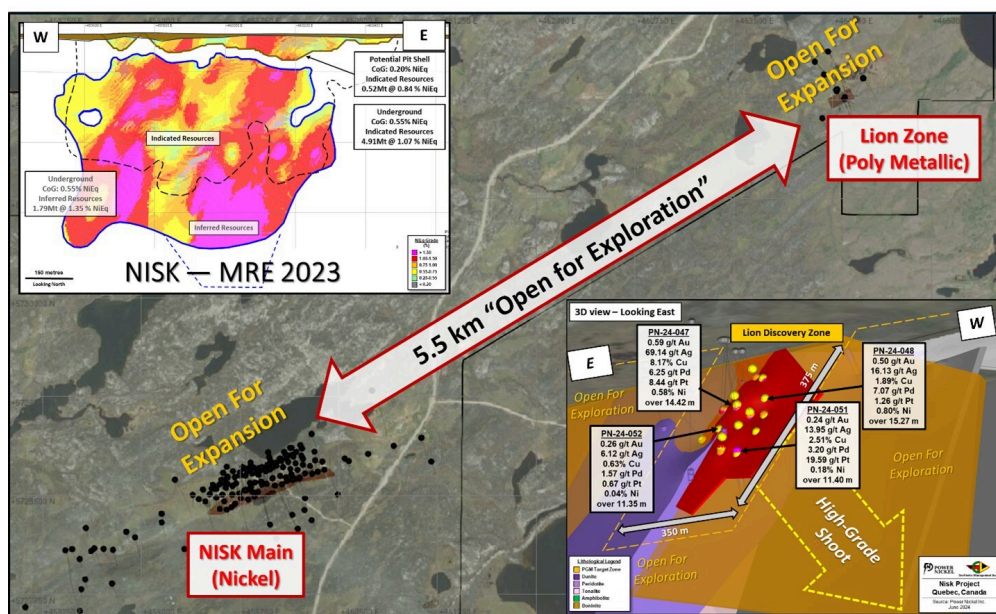 W
E
Potential Pit Shell
CoG: 0.20% NiEq
Indicated Resources
0.52Mt @ 0.84 % NiEq
Underground
CoG: 0.55% NiEq
Indicated Resources
4.91Mt @ 1.07 % NiEq
Indicated Resources
Underground
CoG: 0.55% NiEq
Inferred Resources
1.79Mt @ 1.35 % NiEq
Inferred Resources
150 metres
Looking North
NISK — MRE 2023
Open For
Expansion
Lion Zone
(Poly Metallic)
5.5 km “Open for Exploration”
Open For
Expansion
NISK Main
(Nickel)
3D view – Looking East
Lion Discovery Zone
E
W
PN-24-047
0.59 g/t Au
69.14 g/t Ag
8.17% Cu
6.25 g/t Pd
8.44 g/t Pt
0.58% Ni
over 14.42 m
PN-24-048
0.50 g/t Au
16.13 g/t Ag
1.89% Cu
7.07 g/t Pd
1.26 g/t Pt
0.80% Ni
over 15.27 m
PN-24-052
0.26 g/t Au
6.12 g/t Ag
0.63% Cu
1.57 g/t Pd
0.67 g/t Pt
0.04% Ni
over 11.35 m
PN-24-051
0.24 g/t Au
13.95 g/t Ag
2.51% Cu
3.20 g/t Pd
19.59 g/t Pt
0.18% Ni
over 11.40 m
375 m
350 m
Open For
Exploration
Open For
Exploration
Open For
Exploration
High-Grade
Shoot
Lithological Legend
PGM Target Zone
Dunite
Peridotite
Tonalite
Amphibolite
POWER
NICKEL
Nisk Project
Quebec, Canada
Source: Power Nickel Inc.
June 2024